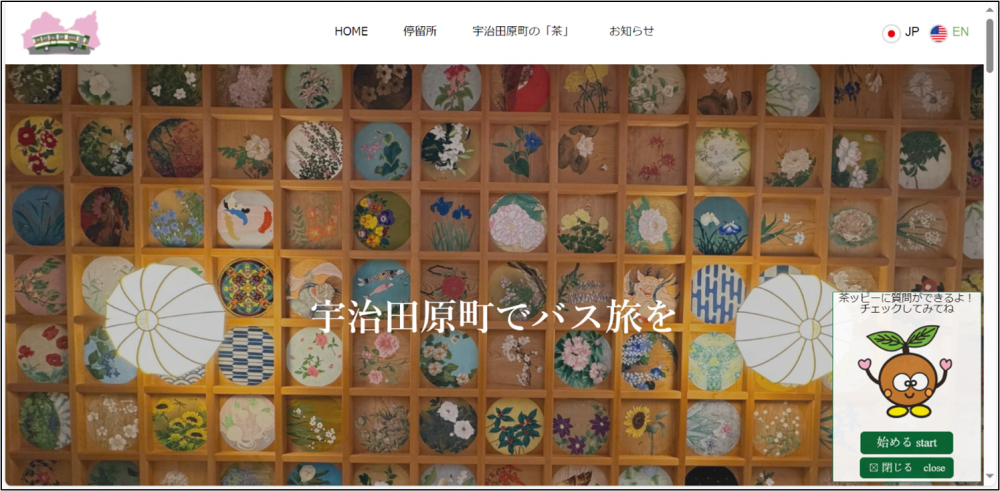 HOME 停留所 宇治田原町の「茶」 お知らせ JP EN
宇治田原町でバス旅を
茶ッピーに質問ができるよ！
チェックしてみてね
始める start
☒ 閉じる close